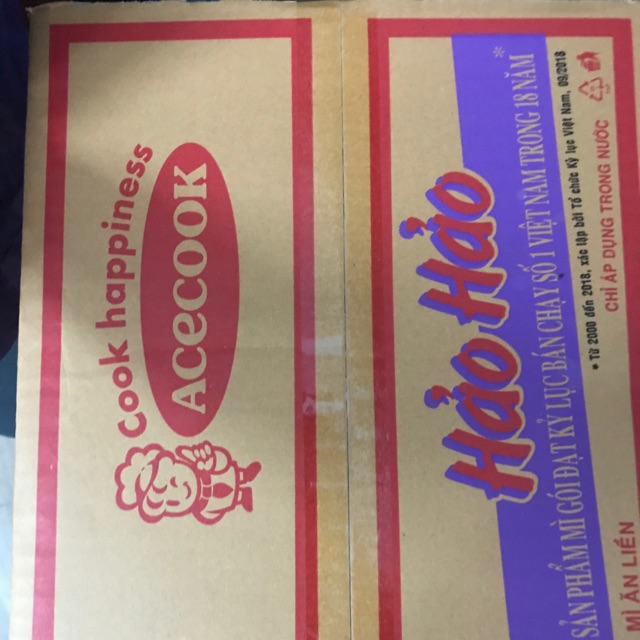 Cook happiness
ACECOOK
Hảo Hảo
SẢN PHẨM MÌ GÓI ĐẠT KỶ LỤC BÁN CHẠY SỐ 1 VIỆT NAM TRONG 18 NĂM*
* Từ 2000 đến 2018, xác lập bởi Tổ chức Kỷ lục Việt Nam, 09/2018
CHỈ ÁP DỤNG TRONG NƯỚC
MÌ ĂN LIỀN